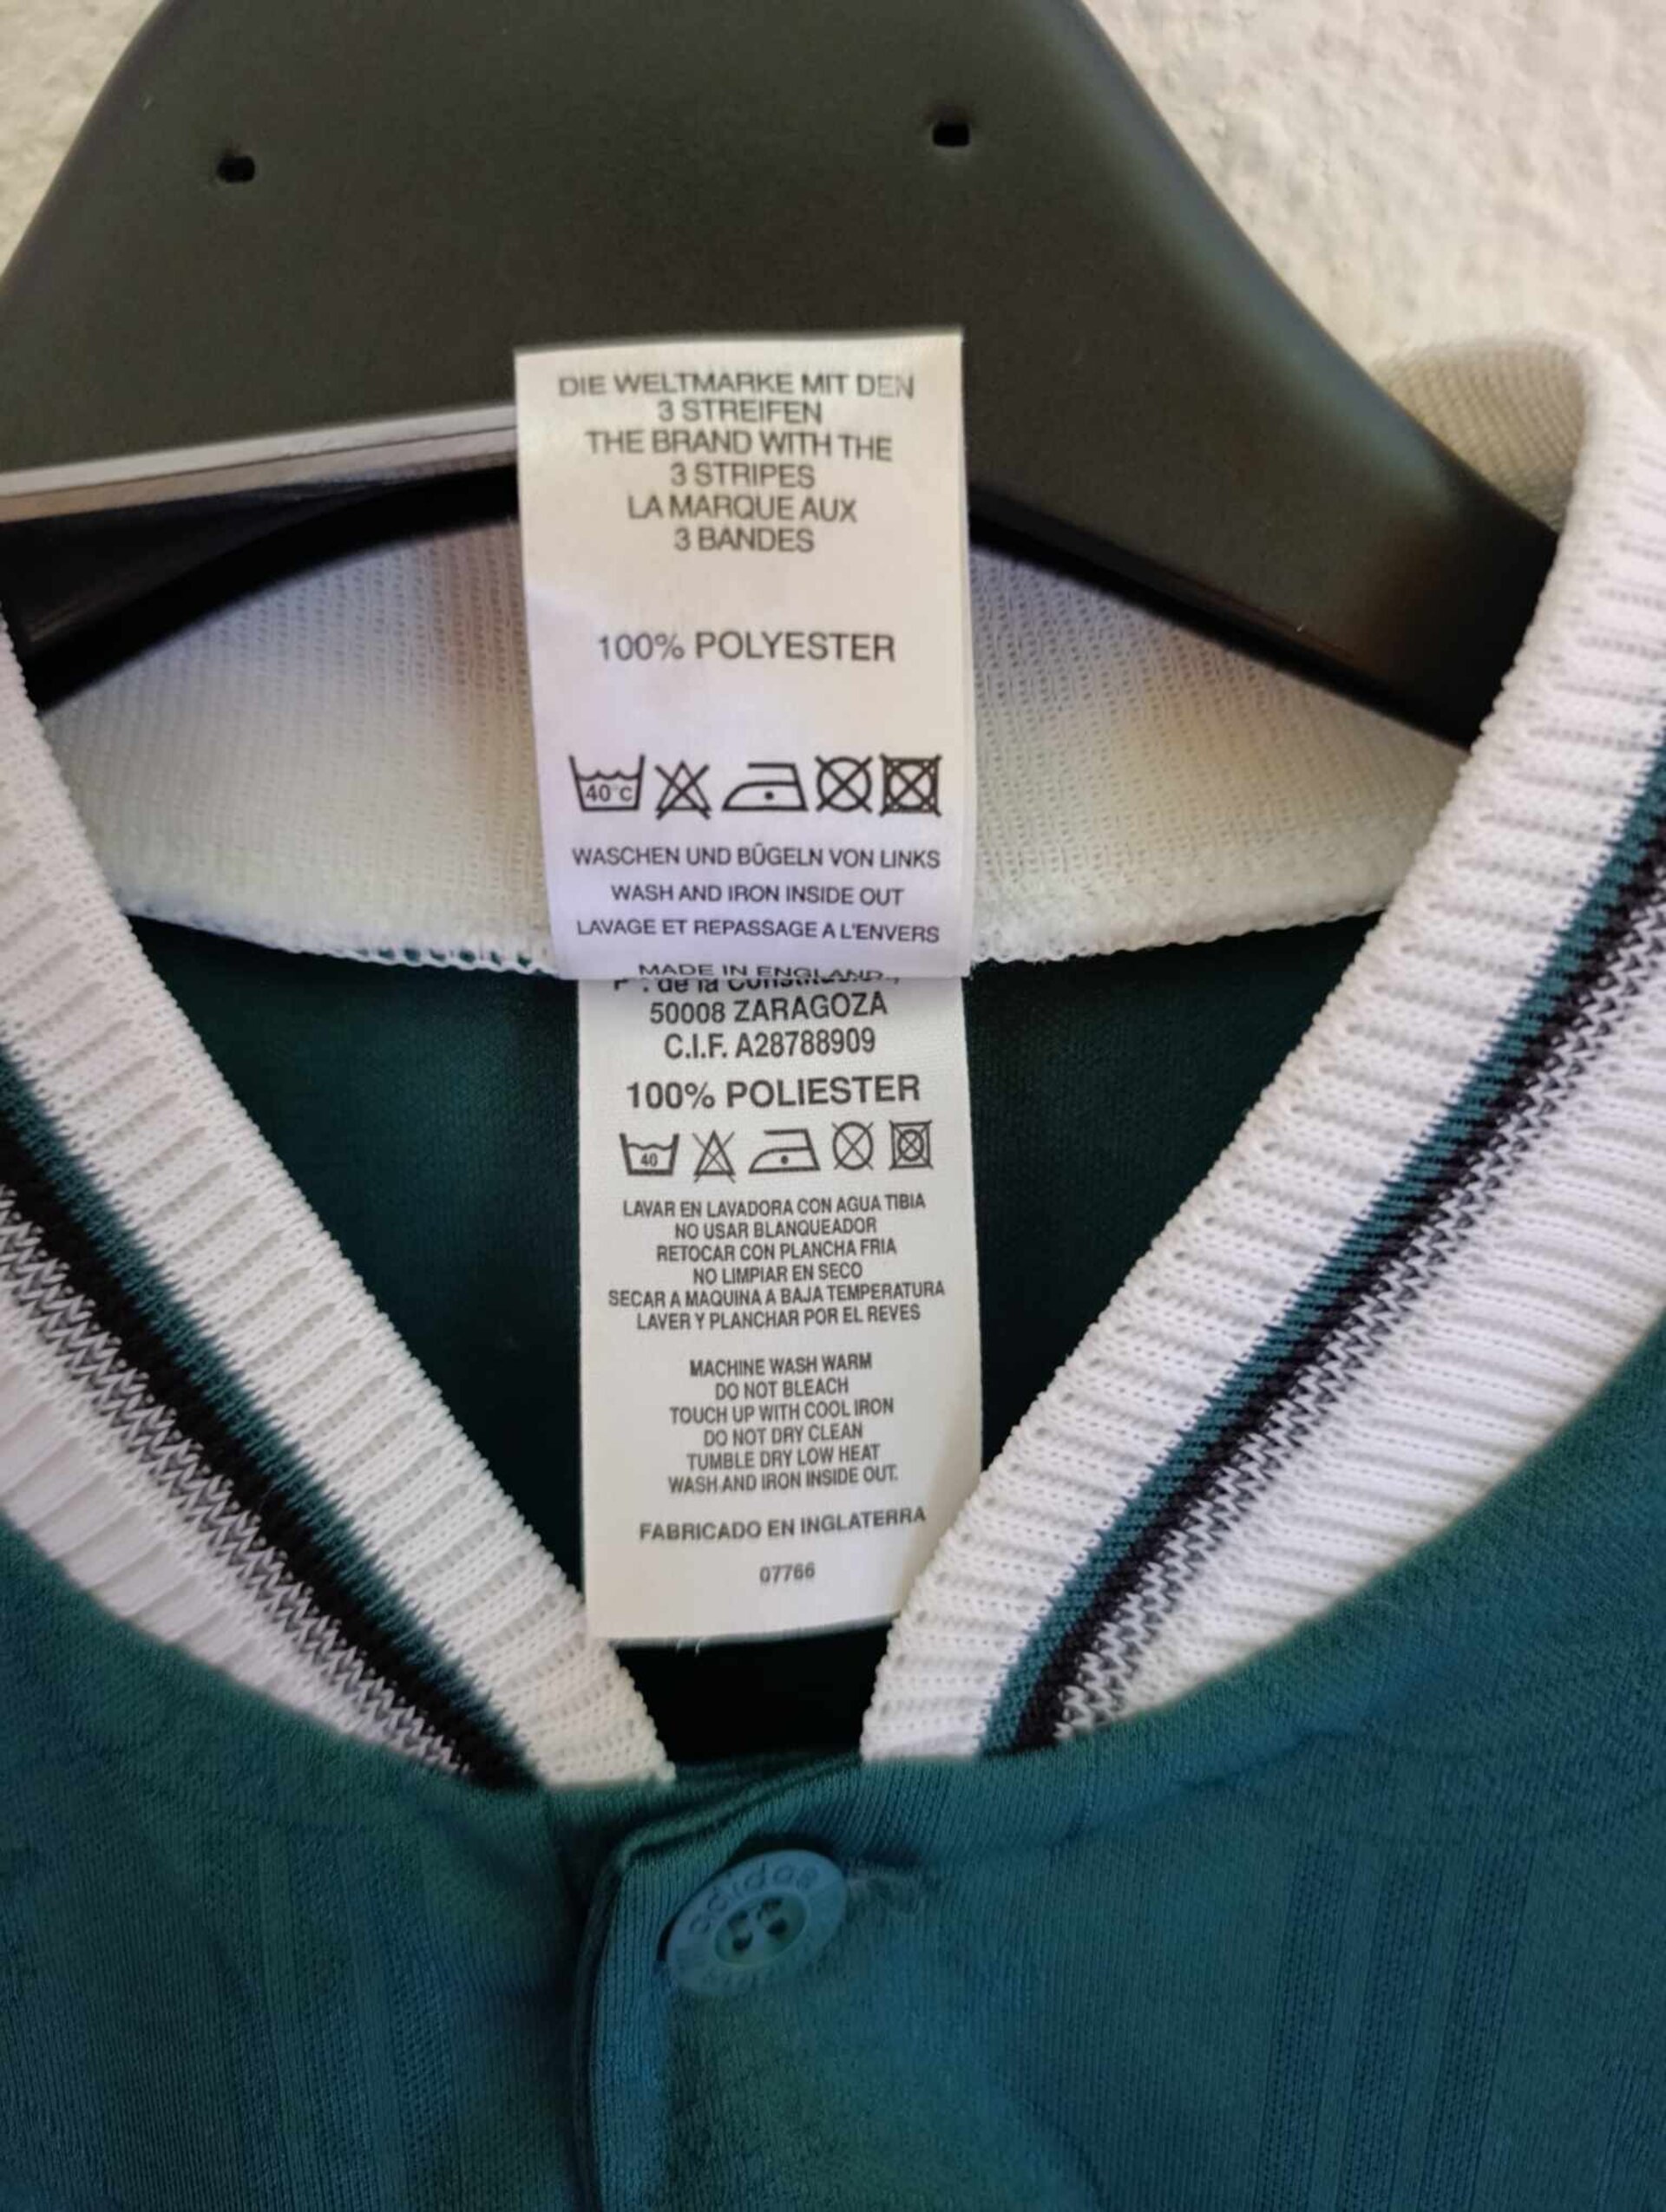 DIE WELTMARKE MIT DEN
3 STREIFEN
THE BRAND WITH THE
3 STRIPES
LA MARQUE AUX
3 BANDES
100% POLYESTER
40°C
WASCHEN UND BÜGELN VON LINKS
WASH AND IRON INSIDE OUT
LAVAGE ET REPASSAGE A L'ENVERS
MADE IN ENGLAND
de la
50008 ZARAGOZA
C.I.F. A28788909
100% POLIESTER
40
LAVAR EN LAVADORA CON AGUA TIBIA
NO USAR BLANQUEADOR
RETOCAR CON PLANCHA FRIA
NO LIMPIAR EN SECO
SECAR A MAQUINA A BAJA TEMPERATURA
LAVER Y PLANCHAR POR EL REVES
MACHINE WASH WARM
DO NOT BLEACH
TOUCH UP WITH COOL IRON
DO NOT DRY CLEAN
TUMBLE DRY LOW HEAT
WASH AND IRON INSIDE OUT.
FABRICADO EN INGLATERRA
07766
adidas